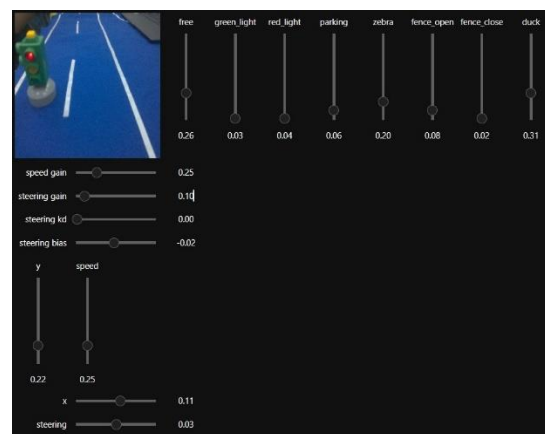 free green_light red_light parking zebra fence_open fence_close duck
0.26 0.03 0.04 0.06 0.20 0.08 0.02 0.31
speed gain 0.25
steering gain 0.10
steering kd 0.00
steering bias -0.02
y speed
0.22 0.25
x 0.11
steering 0.03